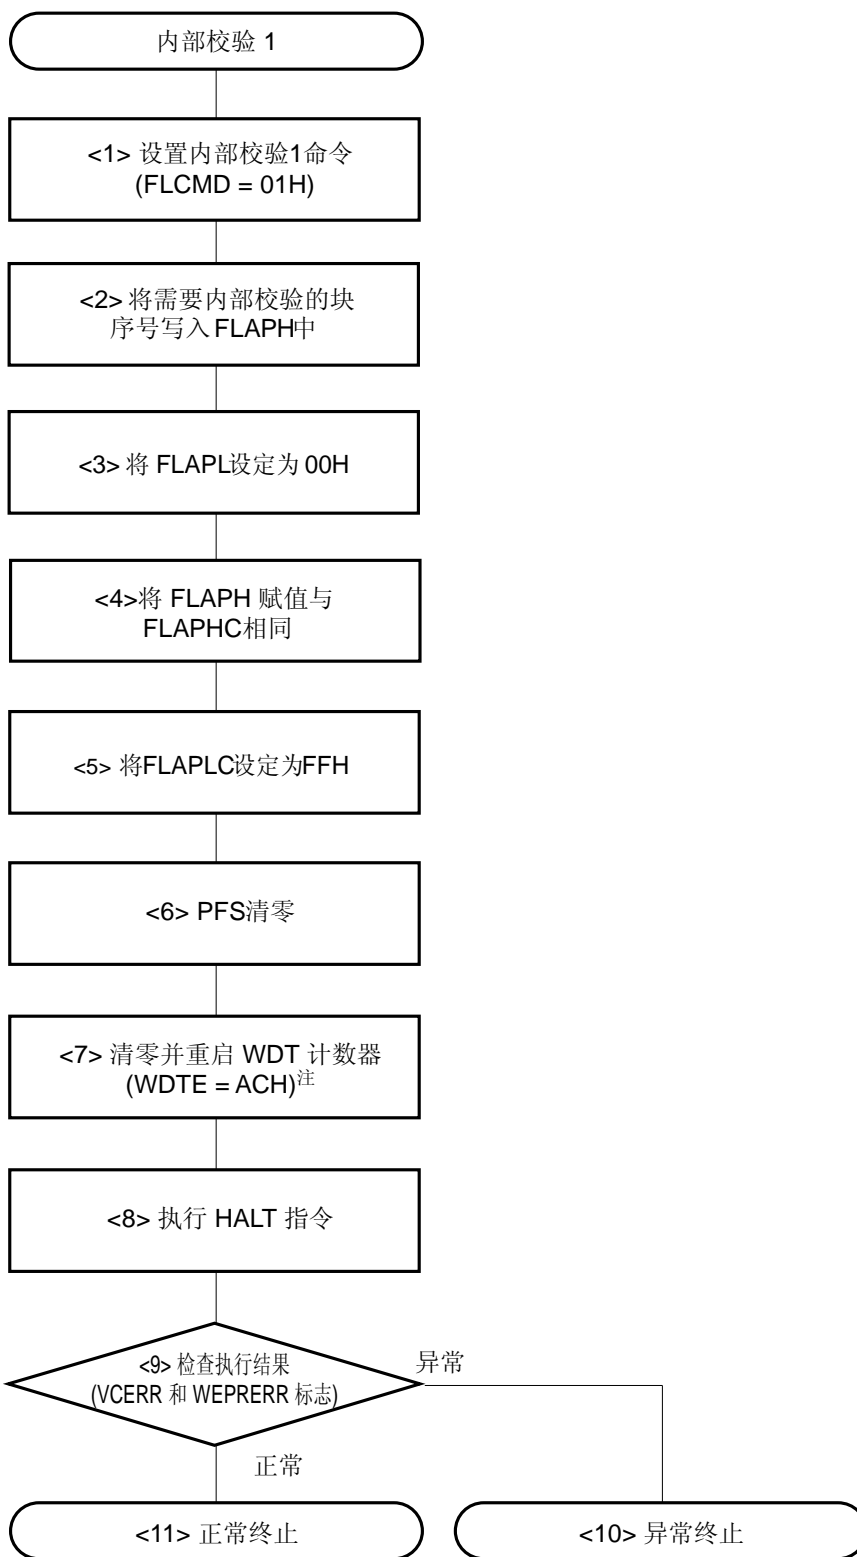 内部校验 1
<1> 设置内部校验1命令
(FLCMD = 01H)
<2> 将需要内部校验的块
序号写入 FLAPH中
<3> 将 FLAPL设定为 00H
<4>将 FLAPH 赋值与
FLAPHC相同
<5> 将FLAPLC设定为FFH
<6> PFS清零
<7> 清零并重启 WDT 计数器
(WDTE = ACH)注
<8> 执行 HALT 指令
<9> 检查执行结果
(VCERR 和 WEPRERR 标志)
异常
正常
<11> 正常终止
<10> 异常终止